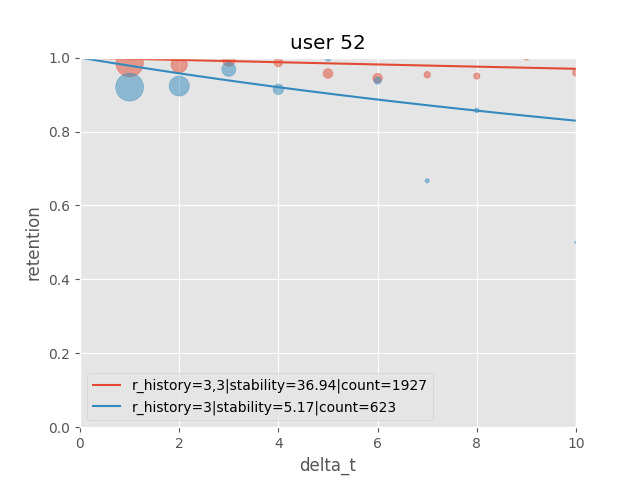 user 52
1.0
0.8
0.6
0.4
0.2
0.0
retention
r_history=3,3|stability=36.94|count=1927
r_history=3|stability=5.17|count=623
0 2 4 6 8 10
delta_t